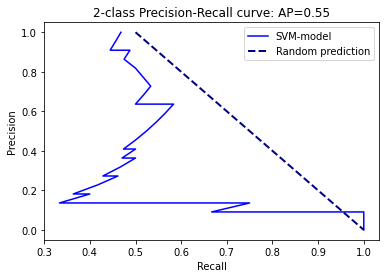 2-class Precision-Recall curve: AP=0.55
SVM-model
Random prediction
Precision
1.0
0.8
0.6
0.4
0.2
0.0
0.3 0.4 0.5 0.6 0.7 0.8 0.9 1.0
Recall